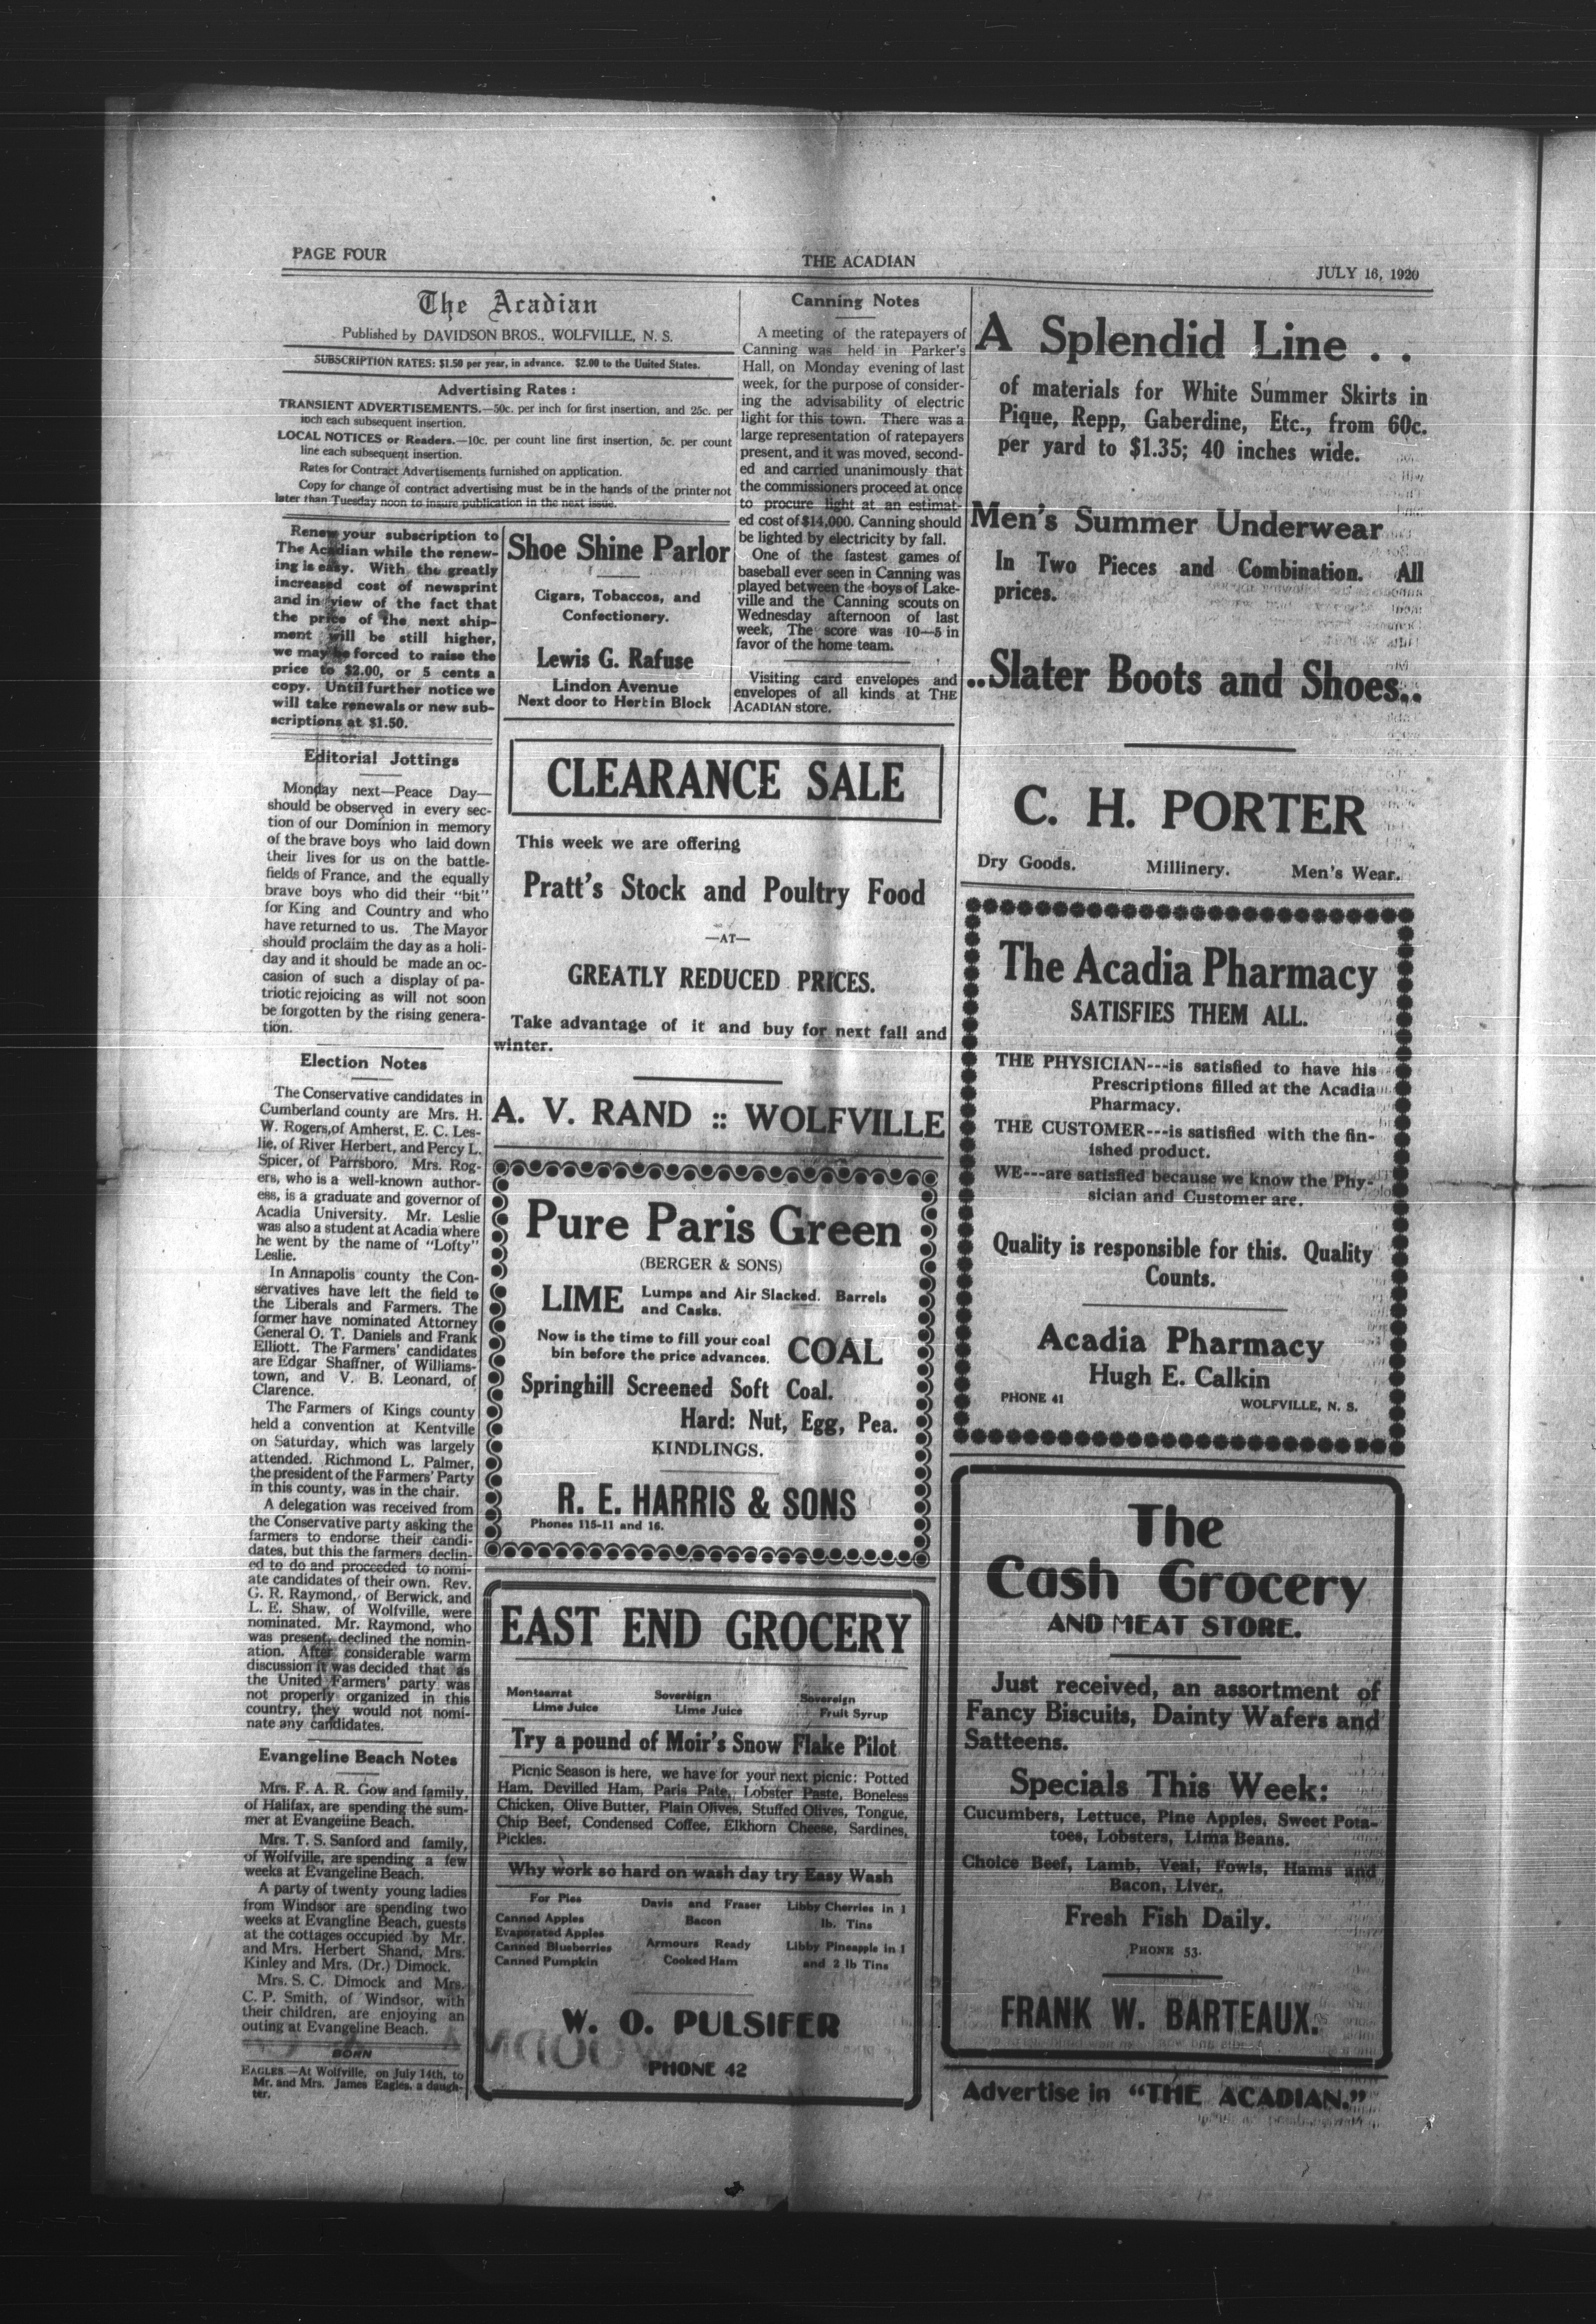 PAGE FOUR
THE ACADIAN
JULY 16, 1920
The Acadian
Published by DAVIDSON BROS., WOLFVILLE, N. S.
SUBSCRIPTION RATES: $1.50 per year, in advance. $2.00 to the United States.
Advertising Rates :
TRANSIENT ADVERTISEMENTS.—50c. per inch for first insertion, and 25c. per
inch each subsequent insertion.
LOCAL NOTICES or Readers.—10c. per count line first insertion, 5c. per count
line each subsequent insertion.
Rates for Contract Advertisements furnished on application.
Copy for change of contract advertising must be in the hands of the printer not
later than Tuesday noon to insure publication in the next issue.
Renew your subscription to
The Acadian while the renew-
ing is easy. With the greatly
increased cost of newsprint
and in view of the fact that
the price of the next ship-
ment will be still higher,
we may be forced to raise the
price to $2.00, or 5 cents a
copy. Until further notice we
will take renewals or new sub-
scriptions at $1.50.
Editorial Jottings
Monday next—Peace Day—
should be observed in every sec-
tion of our Dominion in memory
of the brave boys who laid down
their lives for us on the battle-
fields of France, and the equally
brave boys who did their "bit"
for King and Country and who
have returned to us. The Mayor
should proclaim the day as a holi-
day and it should be made an oc-
casion of such a display of pa-
triotic rejoicing as will not soon
be forgotten by the rising genera-
tion.
Election Notes
The Conservative candidates in
Cumberland county are Mrs. H.
W. Rogers,of Amherst, E. C. Les-
lie, of River Herbert, and Percy L.
Spicer, of Parrsboro. Mrs. Rog-
ers, who is a well-known author-
ess, is a graduate and governor of
Acadia University. Mr. Leslie
was also a student at Acadia where
he went by the name of "Lofty"
Leslie.
In Annapolis county the Con-
servatives have left the field to
the Liberals and Farmers. The
former have nominated Attorney
General O. T. Daniels and Frank
Elliott. The Farmers' candidates
are Edgar Shaffner, of Williams-
town, and V. B. Leonard, of
Clarence.
The Farmers of Kings county
held a convention at Kentville
on Saturday, which was largely
attended. Richmond L. Palmer,
the president of the Farmers' Party
in this county, was in the chair.
A delegation was received from
the Conservative party asking the
farmers to endorse their candi-
dates, but this the farmers declin-
ed to do and proceeded to nomi-
ate candidates of their own. Rev.
G. R. Raymond, of Berwick, and
L. E. Shaw, of Wolfville, were
nominated. Mr. Raymond, who
was present, declined the nomin-
ation. After considerable warm
discussion it was decided that as
the United Farmers' party was
not properly organized in this
country, they would not nomi-
nate any candidates.
Evangeline Beach Notes
Mrs. F. A. R. Gow and family,
of Halifax, are spending the sum-
mer at Evangeline Beach.
Mrs. T. S. Sanford and family,
of Wolfville, are spending a few
weeks at Evangeline Beach.
A party of twenty young ladies
from Windsor are spending two
weeks at Evangline Beach, guests
at the cottages occupied by Mr.
and Mrs. Herbert Shand, Mrs.
Kinley and Mrs. (Dr.) Dimock.
Mrs. S. C. Dimock and Mrs.
C. P. Smith, of Windsor, with
their children, are enjoying an
outing at Evangeline Beach.
BORN
EAGLES.—At Wolfville, on July 14th, to
Mr. and Mrs. James Eagles, a daugh-
ter.
Shoe Shine Parlor
Cigars, Tobaccos, and
Confectionery.
Lewis G. Rafuse
Lindon Avenue
Next door to Herbin Block
Canning Notes
A meeting of the ratepayers of
Canning was held in Parker's
Hall, on Monday evening of last
week, for the purpose of consider-
ing the advisability of electric
light for this town. There was a
large representation of ratepayers
present, and it was moved, second-
ed and carried unanimously that
the commissioners proceed at once
to procure light at an estimat-
ed cost of $14,000. Canning should
be lighted by electricity by fall.
One of the fastest games of
baseball ever seen in Canning was
played between the boys of Lake-
ville and the Canning scouts on
Wednesday afternoon of last
week, The score was 10—5 in
favor of the home team.
Visiting card envelopes and
envelopes of all kinds at THE
ACADIAN store.
CLEARANCE SALE
This week we are offering
Pratt's Stock and Poultry Food
—AT—
GREATLY REDUCED PRICES.
Take advantage of it and buy for next fall and
winter.
A. V. RAND :: WOLFVILLE
Pure Paris Green
(BERGER & SONS)
LIME Lumps and Air Slacked. Barrels
and Casks.
Now is the time to fill your coal
bin before the price advances. COAL
Springhill Screened Soft Coal.
Hard: Nut, Egg, Pea.
KINDLINGS.
R. E. HARRIS & SONS
Phones 115-11 and 16.
EAST END GROCERY
Montserrat Sovereign Sovereign
Lime Juice Lime Juice Fruit Syrup
Try a pound of Moir's Snow Flake Pilot
Picnic Season is here, we have for your next picnic: Potted
Ham, Devilled Ham, Paris Pate, Lobster Paste, Boneless
Chicken, Olive Butter, Plain Olives, Stuffed Olives, Tongue,
Chip Beef, Condensed Coffee, Elkhorn Cheese, Sardines,
Pickles.
Why work so hard on wash day try Easy Wash
For Pies
Canned Apples
Evaporated Apples
Canned Blueberries
Canned Pumpkin
Davis and Fraser
Bacon
Armours Ready
Cooked Ham
Libby Cherries in 1
lb. Tins
Libby Pineapple in 1
and 2 lb Tins
W. O. PULSIFER
PHONE 42
A Splendid Line . .
of materials for White Summer Skirts in
Pique, Repp, Gaberdine, Etc., from 60c.
per yard to $1.35; 40 inches wide.
Men's Summer Underwear
In Two Pieces and Combination. All
prices.
..Slater Boots and Shoes..
C. H. PORTER
Dry Goods. Millinery. Men's Wear.
The Acadia Pharmacy
SATISFIES THEM ALL.
THE PHYSICIAN---is satisfied to have his
Prescriptions filled at the Acadia
Pharmacy.
THE CUSTOMER---is satisfied with the fin-
ished product.
WE---are satisfied because we know the Phy-
sician and Customer are.
Quality is responsible for this. Quality
Counts.
Acadia Pharmacy
Hugh E. Calkin
PHONE 41
WOLFVILLE, N. S.
The
Cash Grocery
AND MEAT STORE.
Just received, an assortment of
Fancy Biscuits, Dainty Wafers and
Satteens.
Specials This Week:
Cucumbers, Lettuce, Pine Apples, Sweet Pota-
toes, Lobsters, Lima Beans.
Choice Beef, Lamb, Veal, Fowls, Hams and
Bacon, Liver,
Fresh Fish Daily.
PHONE 53.
FRANK W. BARTEAUX.
Advertise in "THE ACADIAN."